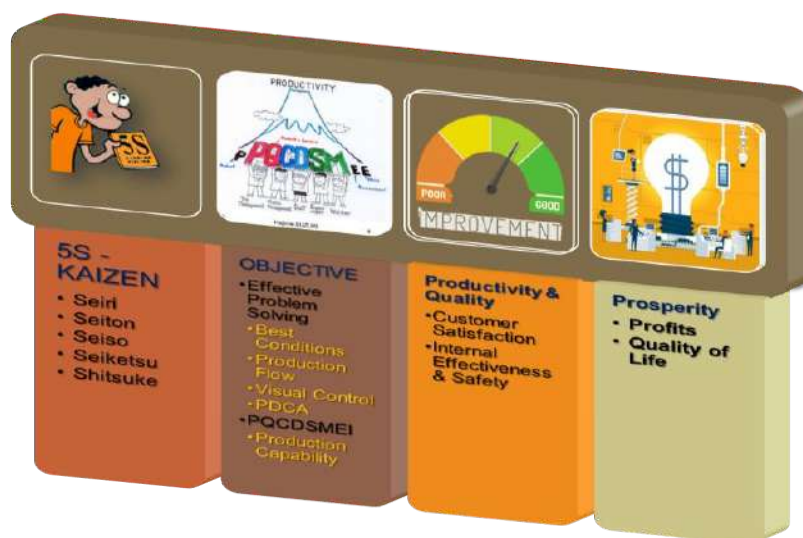 5S
PRODUCTIVITY
PQCDSMEE
POOR
GOOD
IMPROVEMENT
$
5S -
KAIZEN
• Seiri
• Seiton
• Seiso
• Seiketsu
• Shitsuke
OBJECTIVE
•Effective
Problem
Solving
•Best
Conditions
•Production
Flow
•Visual Control
•PDCA
•PQCDSMEI
•Production
Capability
Productivity &
Quality
•Customer
Satisfaction
•Internal
Effectiveness
& Safety
Prosperity
• Profits
• Quality of
Life